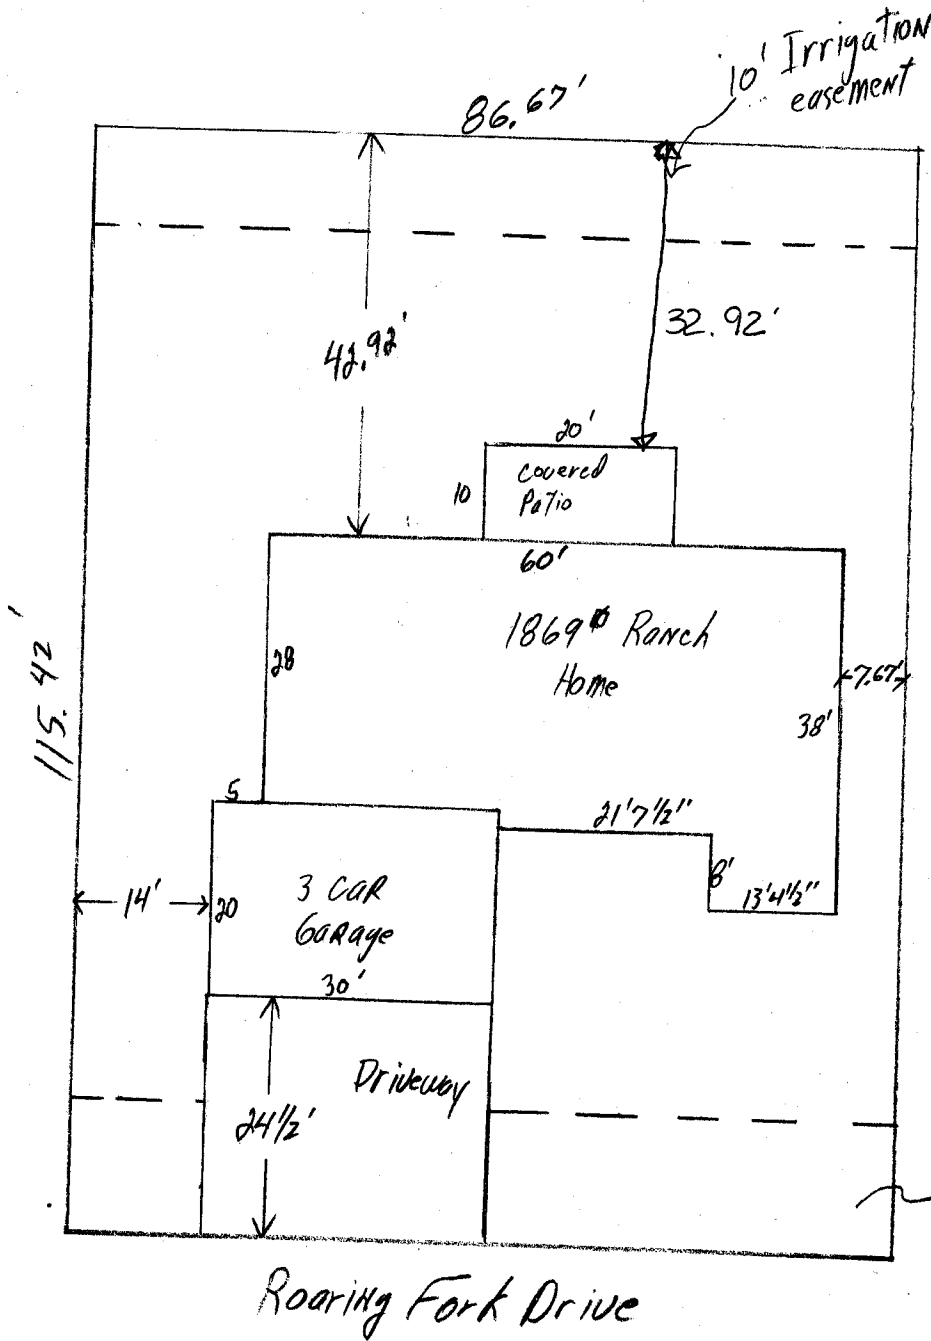 10' Irrigation
easement
86.67'
42.92'
32.92'
20'
covered
Patio
10
60'
1869 Ranch
Home
28
115.42'
7.67'
38'
5
21'7½"
8'
13'4½"
14'
20
3 CAR
Garage
30'
Driveway
24½'
Roaring Fork Drive